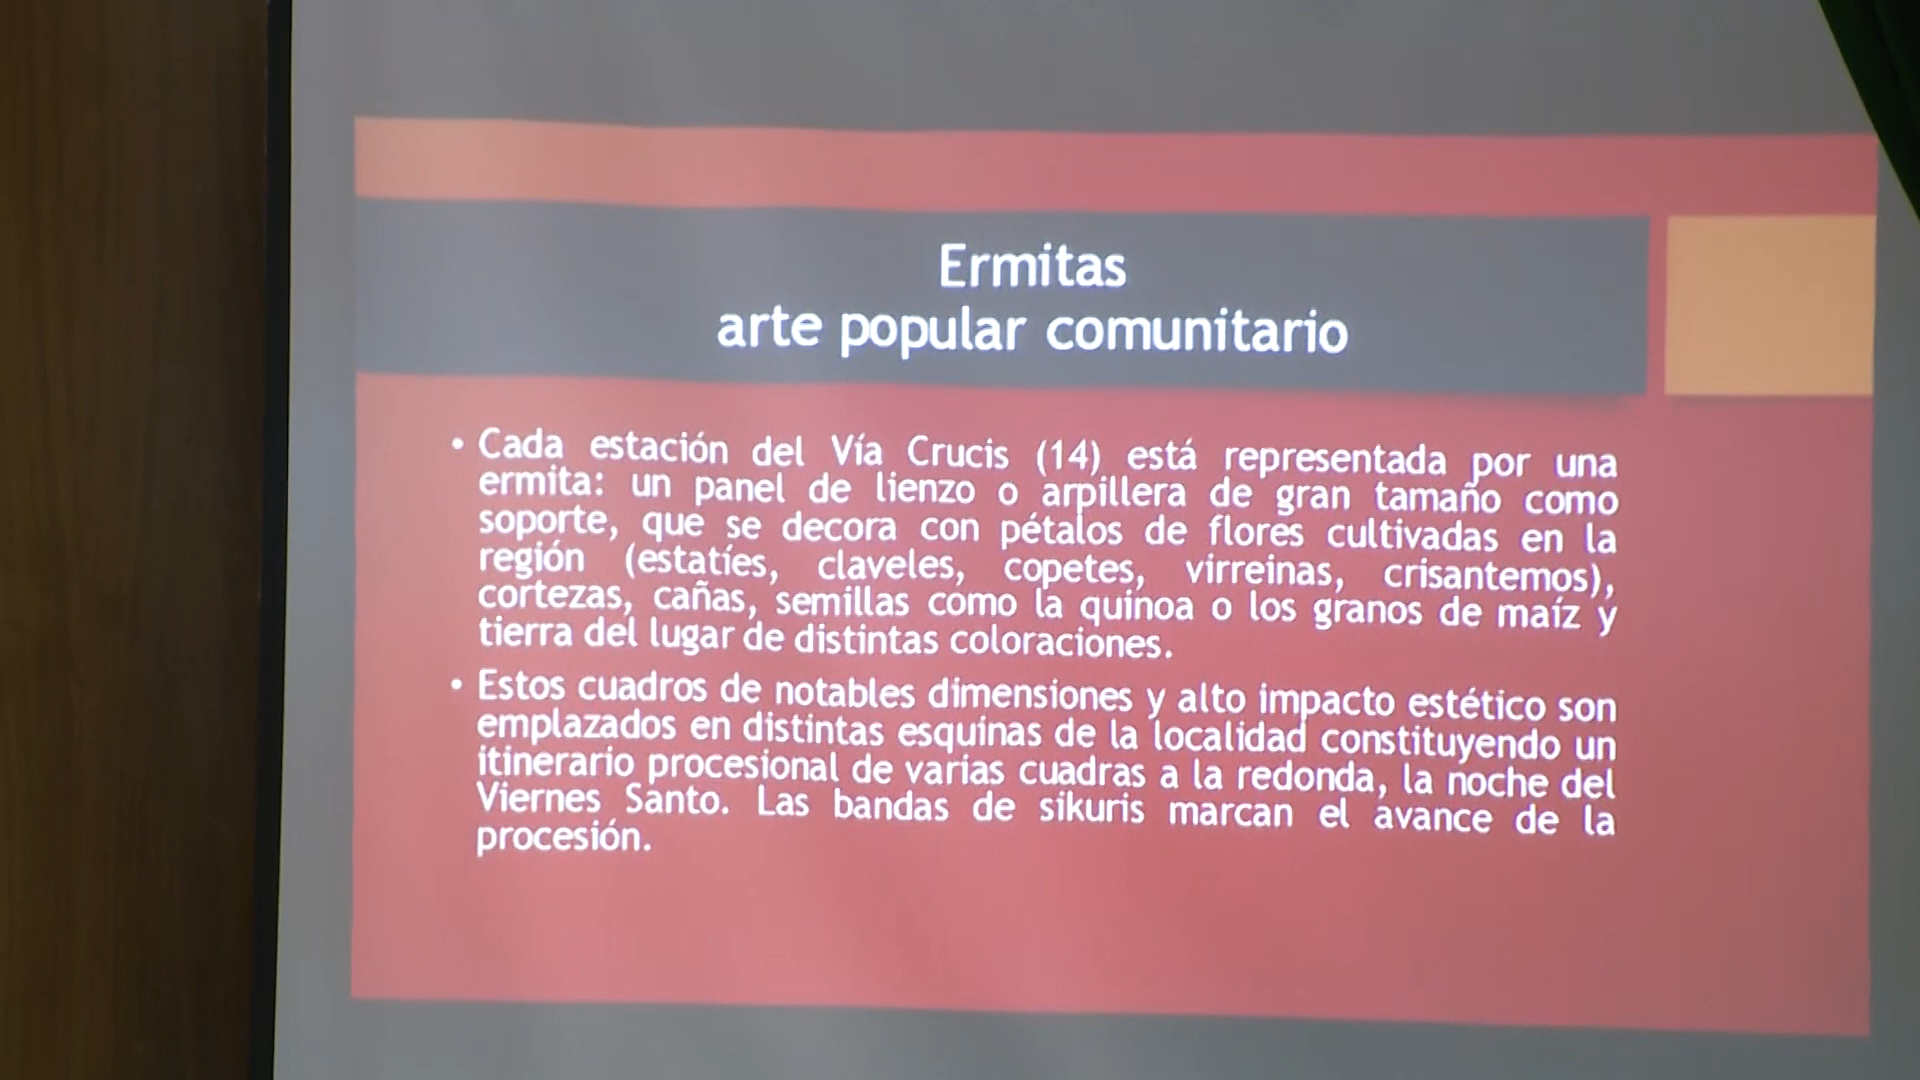 Ermitas
arte popular comunitario
• Cada estación del Vía Crucis (14) está representada por una
ermita: un panel de lienzo o arpillera de gran tamaño como
soporte, que se decora con pétalos de flores cultivadas en la
región (estatíes, claveles, copetes, virreinas, crisantemos),
cortezas, cañas, semillas como la quinoa o los granos de maíz y
tierra del lugar de distintas coloraciones.
• Estos cuadros de notables dimensiones y alto impacto estético son
emplazados en distintas esquinas de la localidad constituyendo un
itinerario procesional de varias cuadras a la redonda, la noche del
Viernes Santo. Las bandas de sikuris marcan el avance de la
procesión.